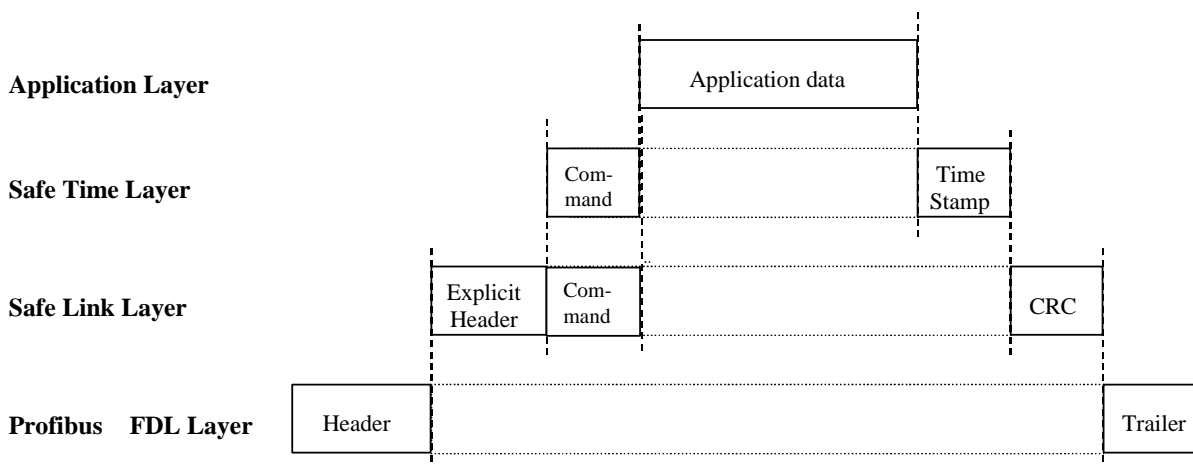 Application Layer
Application data
Safe Time Layer
Com-
mand
Time
Stamp
Safe Link Layer
Explicit
Header
Com-
mand
CRC
Profibus FDL Layer
Header
Trailer